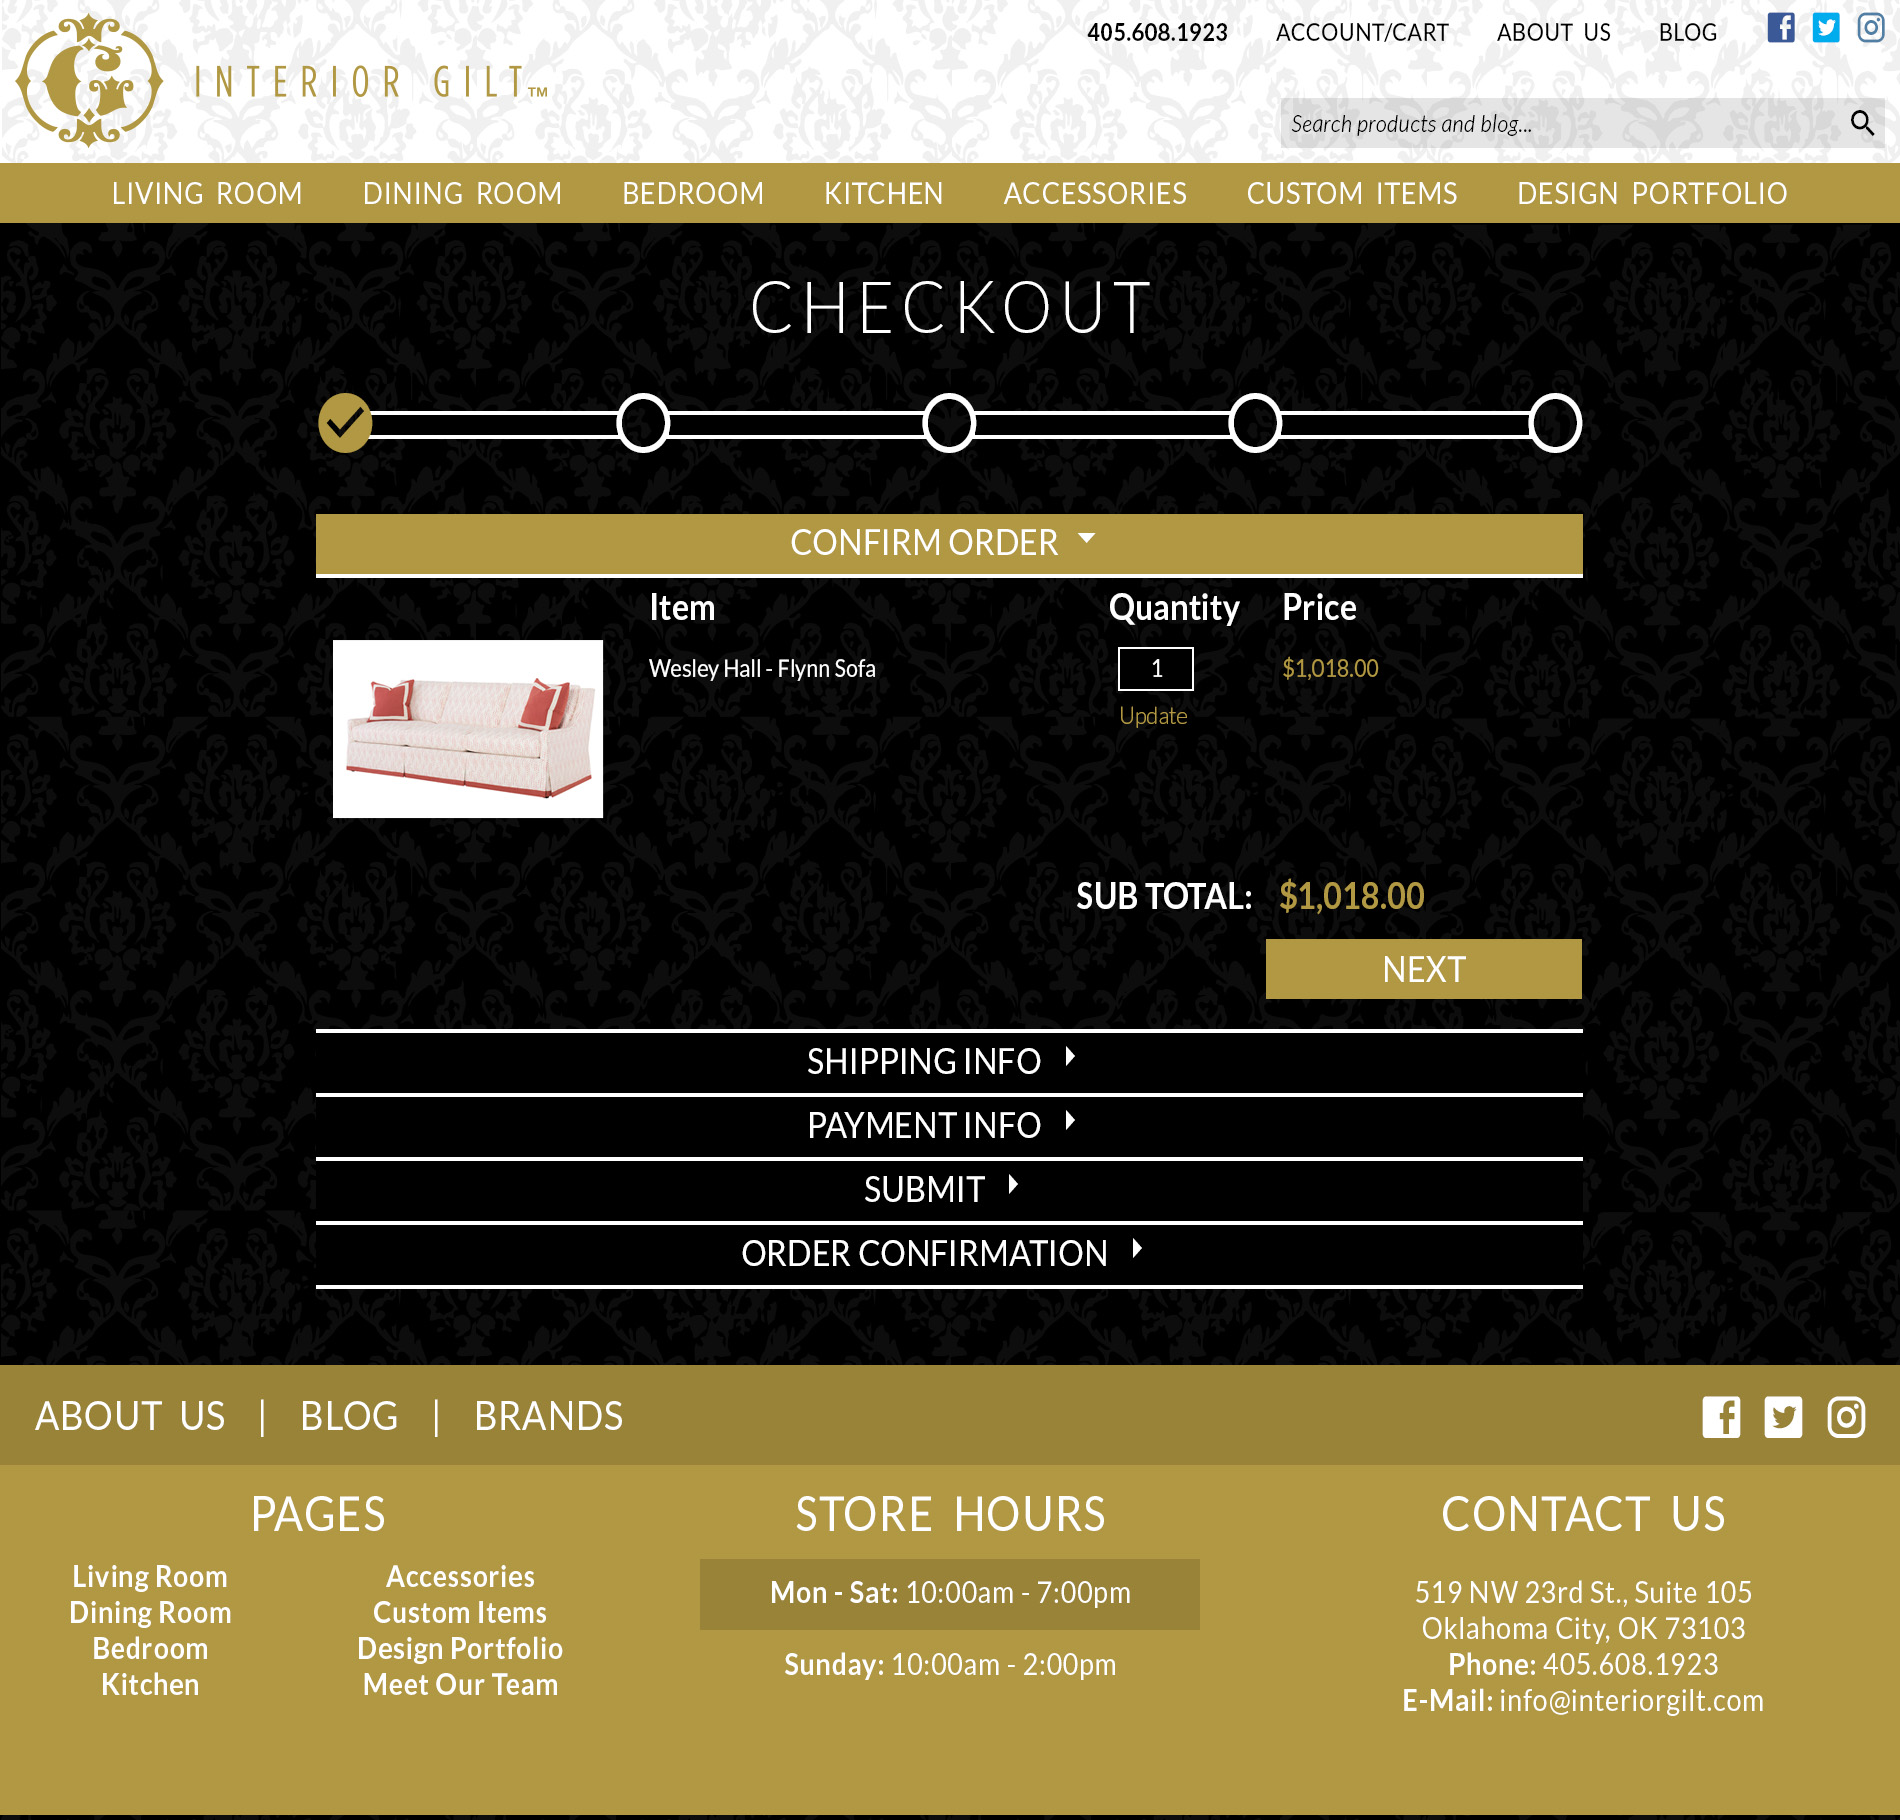 405.608.1923 ACCOUNT/CART ABOUT US BLOG
INTERIOR GILT™
Search products and blog...
LIVING ROOM DINING ROOM BEDROOM KITCHEN ACCESSORIES CUSTOM ITEMS DESIGN PORTFOLIO
CHECKOUT
CONFIRM ORDER
Item Quantity Price
Wesley Hall - Flynn Sofa 1 $1,018.00
Update
SUB TOTAL: $1,018.00
NEXT
SHIPPING INFO
PAYMENT INFO
SUBMIT
ORDER CONFIRMATION
ABOUT US | BLOG | BRANDS
PAGES
Living Room
Dining Room
Bedroom
Kitchen
Accessories
Custom Items
Design Portfolio
Meet Our Team
STORE HOURS
Mon - Sat: 10:00am - 7:00pm
Sunday: 10:00am - 2:00pm
CONTACT US
519 NW 23rd St., Suite 105
Oklahoma City, OK 73103
Phone: 405.608.1923
E-Mail: info@interiorgilt.com